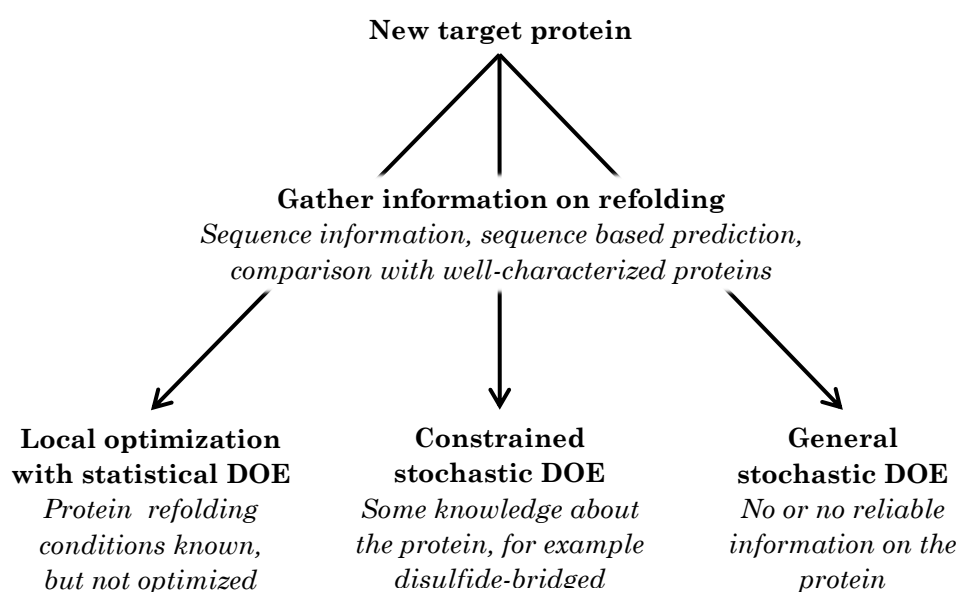 New target protein
Gather information on refolding
Sequence information, sequence based prediction,
comparison with well-characterized proteins
Local optimization
with statistical DOE
Protein refolding
conditions known,
but not optimized
Constrained
stochastic DOE
Some knowledge about
the protein, for example
disulfide-bridged
General
stochastic DOE
No or no reliable
information on the
protein